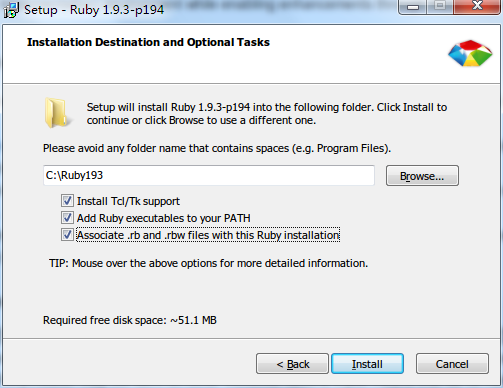 while enabling enhancements
Setup - Ruby 1.9.3-p194
Installation Destination and Optional Tasks
Setup will install Ruby 1.9.3-p194 into the following folder. Click Install to
continue or click Browse to use a different one.
Please avoid any folder name that contains spaces (e.g. Program Files).
C:\Ruby193
Browse...
Install Tcl/Tk support
Add Ruby executables to your PATH
Associate .rb and .rbw files with this Ruby installation
TIP: Mouse over the above options for more detailed information.
Required free disk space: ~51.1 MB
< Back
Install
Cancel